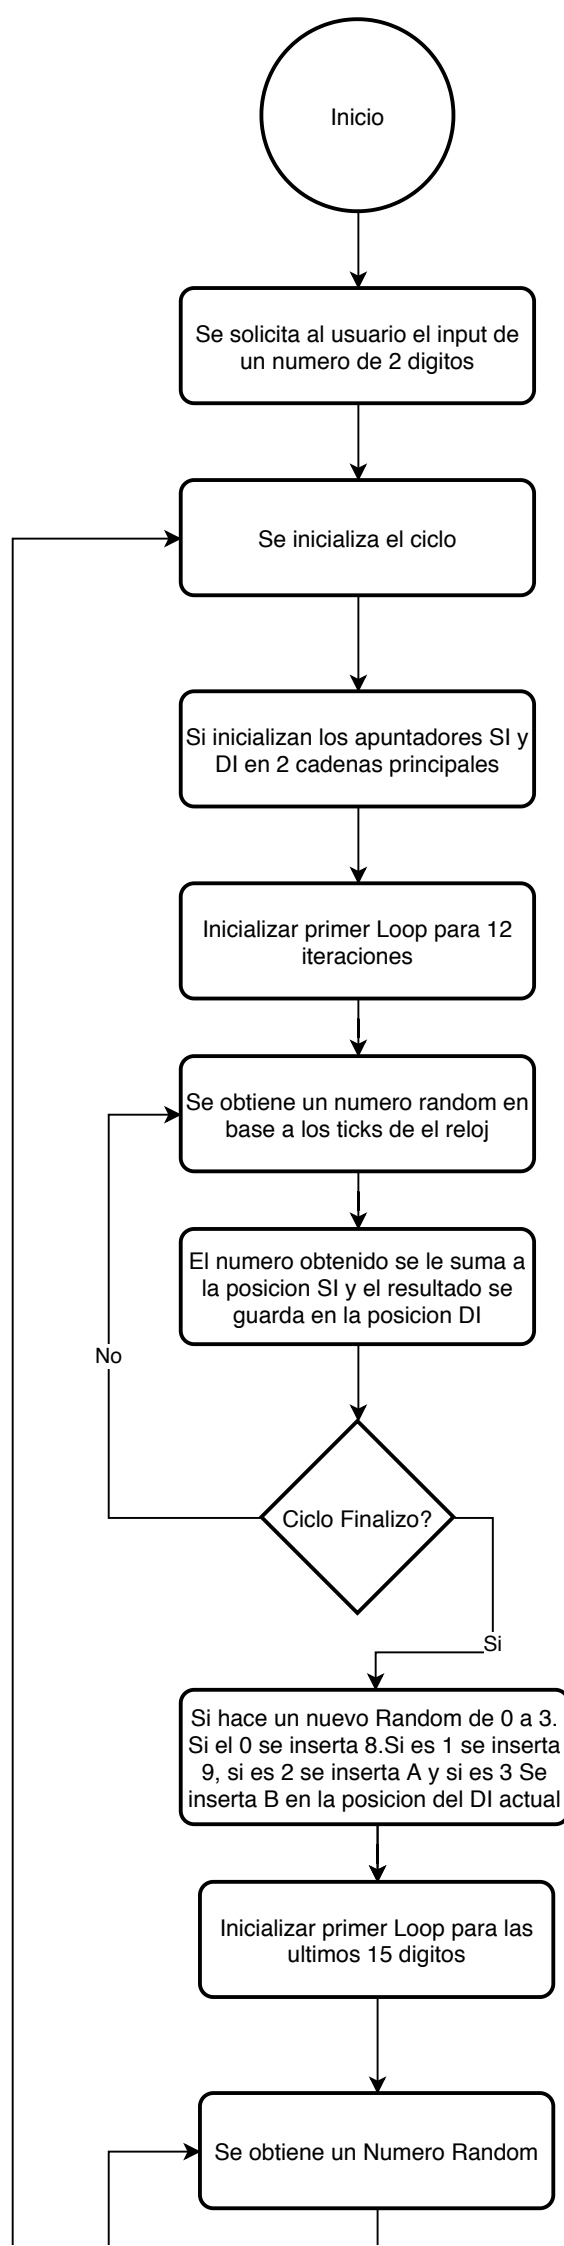 Inicio
Se solicita al usuario el input de
un numero de 2 digitos
Se inicializa el ciclo
Si inicializan los apuntadores SI y
DI en 2 cadenas principales
Inicializar primer Loop para 12
iteraciones
Se obtiene un numero random en
base a los ticks de el reloj
El numero obtenido se le suma a
la posicion SI y el resultado se
guarda en la posicion DI
No
Ciclo Finalizo?
Si
Si hace un nuevo Random de 0 a 3.
Si el 0 se inserta 8.Si es 1 se inserta
9, si es 2 se inserta A y si es 3 Se
inserta B en la posicion del DI actual
Inicializar primer Loop para las
ultimos 15 digitos
Se obtiene un Numero Random